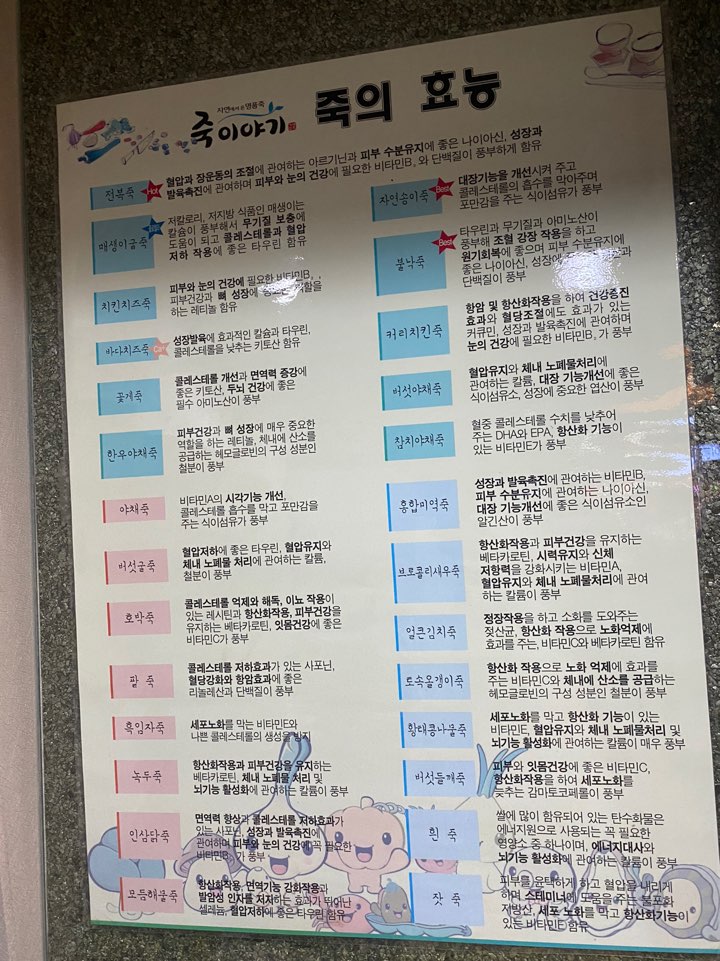 자연에서 온 명품죽
죽이야기
죽의 효능
전복죽
Hot
혈압과 장운동의 조절에 관여하는 아르기닌과 피부 수분유지에 좋은 나이아신, 성장과
발육촉진에 관여하며 피부와 눈의 건강에 필요한 비타민B₂ 와 단백질이 풍부하게 함유
매생이굴죽
저칼로리, 저지방 식품인 매생이는
칼슘이 풍부해서 무기질 보충에
도움이 되고 콜레스테롤과 혈압
저하 작용에 좋은 타우린 함유
치킨치즈죽
피부와 눈의 건강에 필요한 비타민B₂ ,
피부건강과 뼈 성장에
하는 레티놀 함유
바다치즈죽
성장발육에 효과적인 칼슘과 타우린,
콜레스테롤을 낮추는 키토산 함유
꽃게죽
콜레스테롤 개선과 면역력 증강에
좋은 키토산, 두뇌 건강에 좋은
필수 아미노산이 풍부
한우야채죽
피부건강과 뼈 성장에 매우 중요한
역할을 하는 레티놀, 체내에 산소를
공급하는 헤모글로빈의 구성 성분인
철분이 풍부
야채죽
비타민A의 시각기능 개선,
콜레스테롤 흡수를 막고 포만감을
주는 식이섬유가 풍부
버섯굴죽
혈압저하에 좋은 타우린, 혈압유지와
체내 노폐물 처리에 관여하는 칼륨,
철분이 풍부
호박죽
콜레스테롤 억제와 해독, 이뇨 작용이
있는 레시틴과 항산화작용, 피부건강을
유지하는 베타카로틴, 잇몸건강에 좋은
비타민C가 풍부
팥 죽
콜레스테롤 저하효과가 있는 사포닌,
혈당강화와 항암효과에 좋은
리놀레산과 단백질이 풍부
흑임자죽
세포노화를 막는 비타민E와
나쁜 콜레스테롤의 생성을 방지
녹두죽
항산화작용과 피부건강을 유지하는
베타카로틴, 체내 노폐물 처리 및
뇌기능 활성화에 관여하는 칼륨이 풍부
인삼닭죽
면역력 향상과 콜레스테롤 저하효과가
있는 사포닌, 성장과 발육촉진에
관여하며 피부와 눈의 건강에 꼭 필요한
비타민B₂ 가 풍부
모듬해물죽
항산화작용, 면역기능 강화작용과
발암성 인자를 처지하는 효과가 뛰어난
셀레늄, 혈압저하에 좋은 타우린 함유
자연송이죽
Best
대장기능을 개선시켜 주고
콜레스테롤의 흡수를 막아주며
포만감을 주는 식이섬유가 풍부
불낙죽
Best
타우린과 무기질과 아미노산이
풍부해 조혈 강장 작용을 하고
원기회복에 좋으며 피부 수분유지에
좋은 나이아신, 성장에
단백질이 풍부
커리치킨죽
항암 및 항산화작용을 하여 건강증진
효과와 혈당조절에도 효과가 있는
커큐민, 성장과 발육촉진에 관여하며
눈의 건강에 필요한 비타민B₂ 가 풍부
버섯야채죽
혈압유지와 체내 노폐물처리에
관여하는 칼륨, 대장 기능개선에 좋은
식이섬유소, 성장에 중요한 엽산이 풍부
참치야채죽
혈중 콜레스테롤 수치를 낮추어
주는 DHA와 EPA, 항산화 기능이
있는 비타민E가 풍부
홍합미역죽
성장과 발육촉진에 관여하는 비타민B₂
피부 수분유지에 관여하는 나이아신,
대장 기능개선에 좋은 식이섬유소인
알긴산이 풍부
브로콜리새우죽
항산화작용과 피부건강을 유지하는
베타카로틴, 시력유지와 신체
저항력을 강화시키는 비타민A,
혈압유지와 체내 노폐물처리에 관여
하는 칼륨이 풍부
얼큰김치죽
정장작용을 하고 소화를 도와주는
젖산균, 항산화 작용으로 노화억제에
효과를 주는, 비타민C와 베타카로틴 함유
토속올갱이죽
항산화 작용으로 노화 억제에 효과를
주는 비타민C와 체내에 산소를 공급하는
헤모글로빈의 구성 성분인 철분이 풍부
황태콩나물죽
세포노화를 막고 항산화 기능이 있는
비타민E, 혈압유지와 체내 노폐물처리 및
뇌기능 활성화에 관여하는 칼륨이 매우 풍부
버섯들깨죽
피부와 잇몸건강에 좋은 비타민C,
항산화작용을 하여 세포노화를
늦추는 감마토코페롤이 풍부
흰 죽
쌀에 많이 함유되어 있는 탄수화물은
에너지원으로 사용되는 꼭 필요한
영양소 중 하나이며, 에너지대사와
뇌기능 활성화에 관여하는 칼륨이 풍부
잣 죽
피부를 윤택하게 하고 혈압을 내리게
하며 스테미너에 도움을 주는 불포화
지방산, 세포 노화를 막고 항산화기능이
있는 비타민E 함유